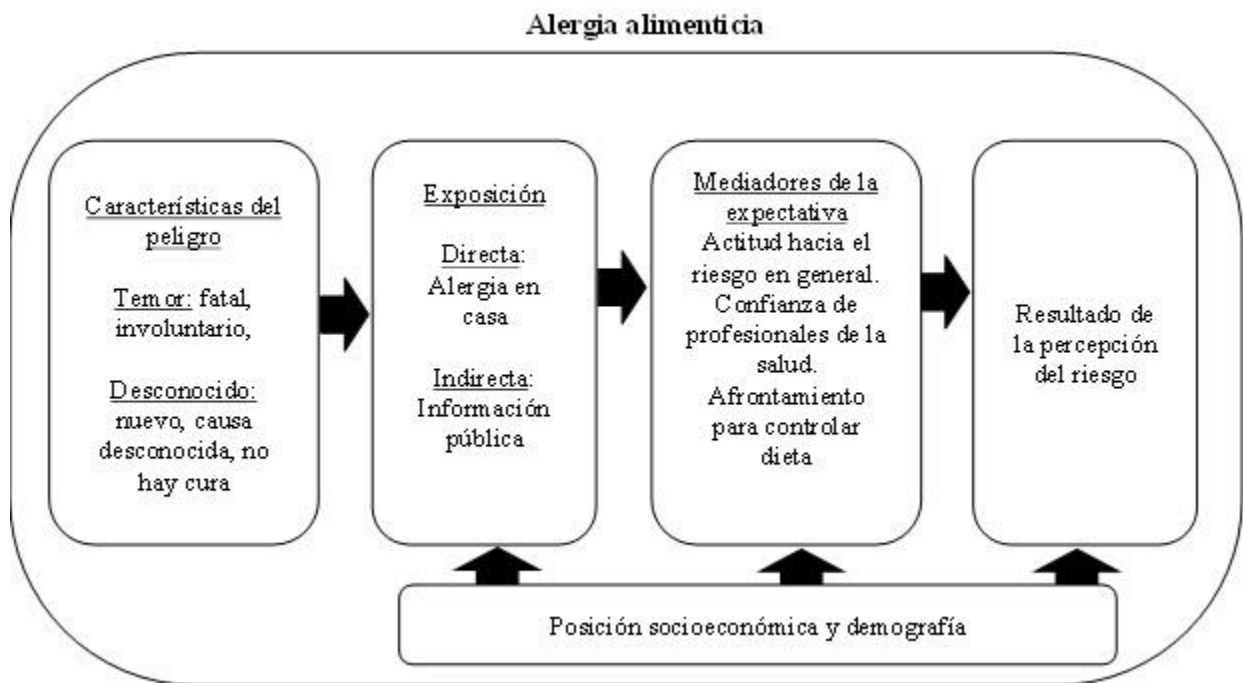 Alergia alimenticia
Características del
peligro
Temor: fatal,
involuntario,
Desconocido:
nuevo, causa
desconocida, no
hay cura
Exposición
Directa:
Alergia en
casa
Indirecta:
Información
pública
Mediadores de la
expectativa
Actitud hacia el
riesgo en general.
Confianza de
profesionales de la
salud.
Afrontamiento
para controlar
dieta
Resultado de
la percepción
del riesgo
Posición socioeconómica y demografía